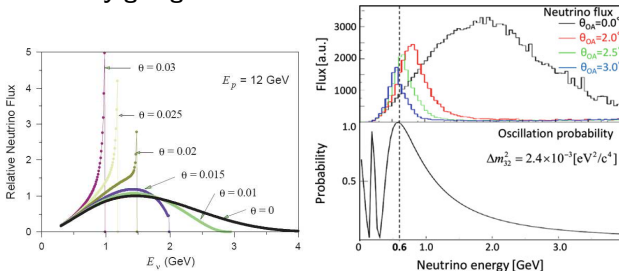 5
4
3
2
1
0
Relative Neutrino Flux
θ = 0.03
E_p = 12 GeV
θ = 0.025
θ = 0.02
θ = 0.015
θ = 0.01
θ = 0
0 1 2 3 4
E_ν (GeV)
Neutrino flux
3000
2000
1000
Flux [a.u.]
θ_OA=0.0°
θ_OA=2.0°
θ_OA=2.5°
θ_OA=3.0°
1.0
0.5
Probability
Oscillation probability
Δm²₃₂ = 2.4×10⁻³[eV²/c⁴]
0 0.6 1.0 2.0 3.0
Neutrino energy [GeV]